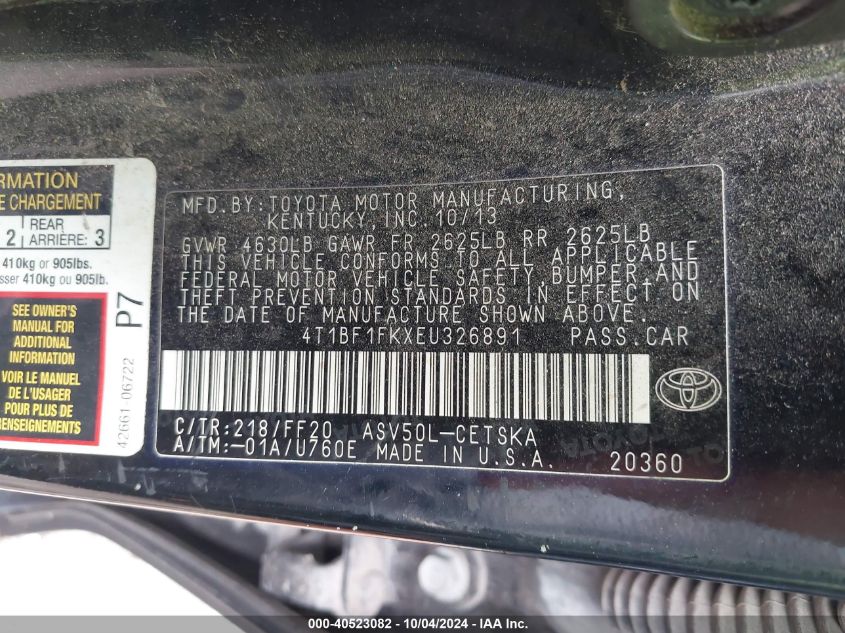 RMATION
E CHARGEMENT
2 REAR ARRIÈRE: 3
410kg or 905lbs.
sser 410kg ou 905lb.
SEE OWNER'S
MANUAL FOR
ADDITIONAL
INFORMATION
VOIR LE MANUEL
DE L'USAGER
POUR PLUS DE
RENSEIGNEMENTS
P7
42661-06722
MFD. BY: TOYOTA MOTOR MANUFACTURING,
KENTUCKY, INC. 10/13
GVWR 4630LB GAWR FR 2625LB RR 2625LB
THIS VEHICLE CONFORMS TO ALL APPLICABLE
FEDERAL MOTOR VEHICLE SAFETY, BUMPER, AND
THEFT PREVENTION STANDARDS IN EFFECT ON
THE DATE OF MANUFACTURE SHOWN ABOVE.
4T1BF1FKXEU326891 PASS. CAR
C/TR: 218/FF20 ASV50L-CETSKA
A/TM: -01A/U760E MADE IN U.S.A. 20360
000-40523082 - 10/04/2024 - IAA Inc.